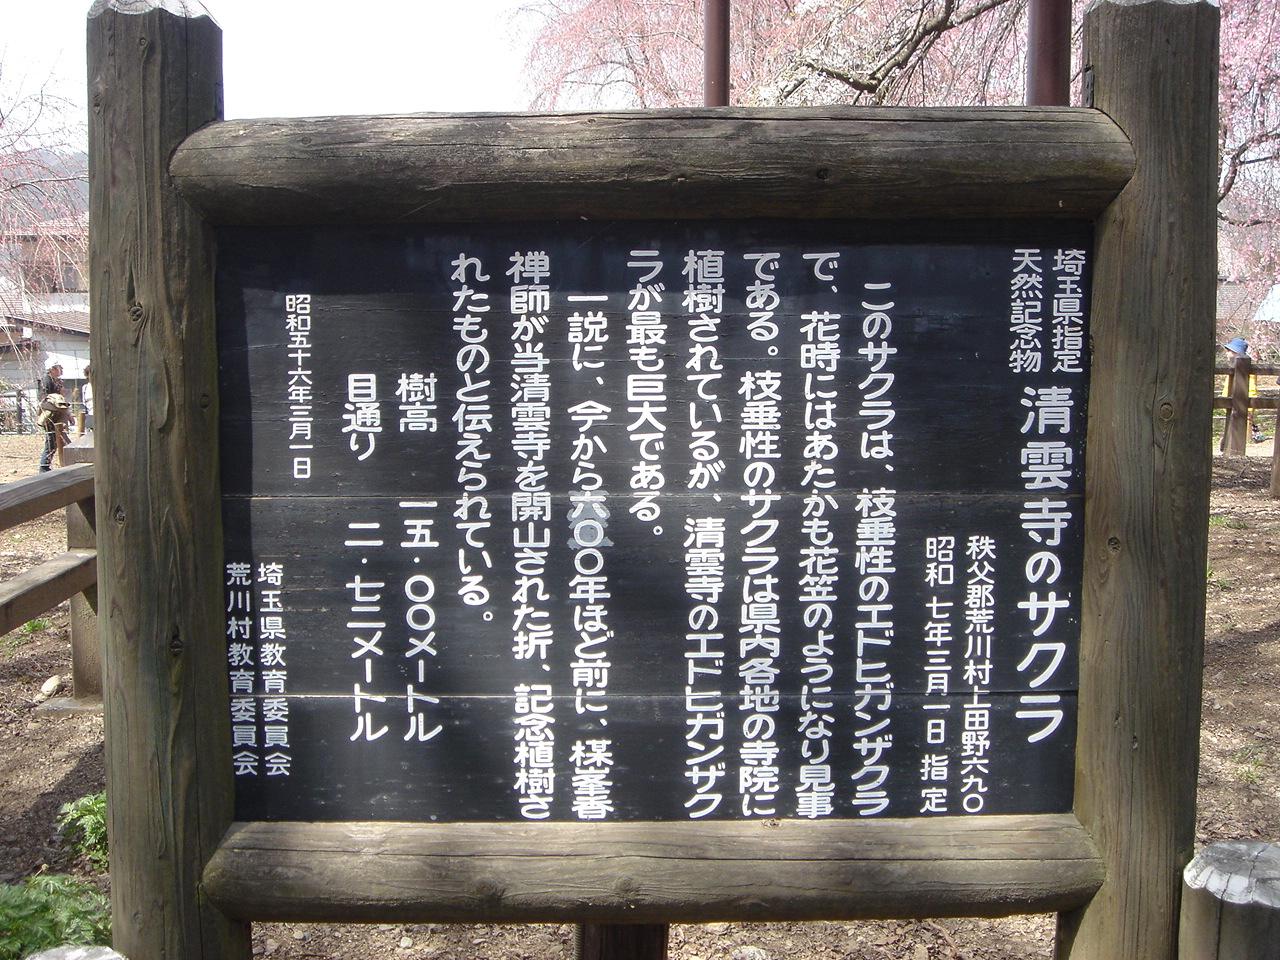 埼玉県指定
天然記念物
清雲寺のサクラ
秩父郡荒川村上田野六九〇
昭和 七年三月一日 指定
このサクラは、枝垂性のエドヒガンザクラ
で、花時にはあたかも花笠のようになり見事
である。枝垂性のサクラは県内各地の寺院に
植樹されているが、清雲寺のエドヒガンザク
ラが最も巨大である。
一説に、今から六〇〇年ほど前に、楳峯香
禅師が当清雲寺を開山された折、記念植樹さ
れたものと伝えられている。
樹高 一五・〇〇メートル
目通り 二・七三メートル
昭和五十六年三月一日
埼玉県教育委員会
荒川村教育委員会